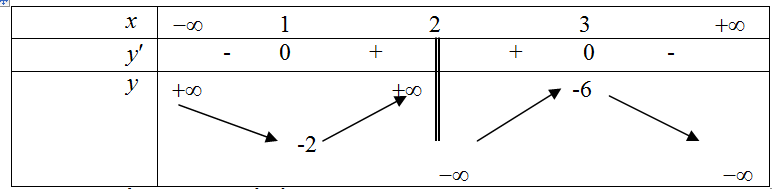 x −∞ 1 2 3 +∞
y′ - 0 + + 0 -
y +∞ +∞ -6
-2
−∞ −∞